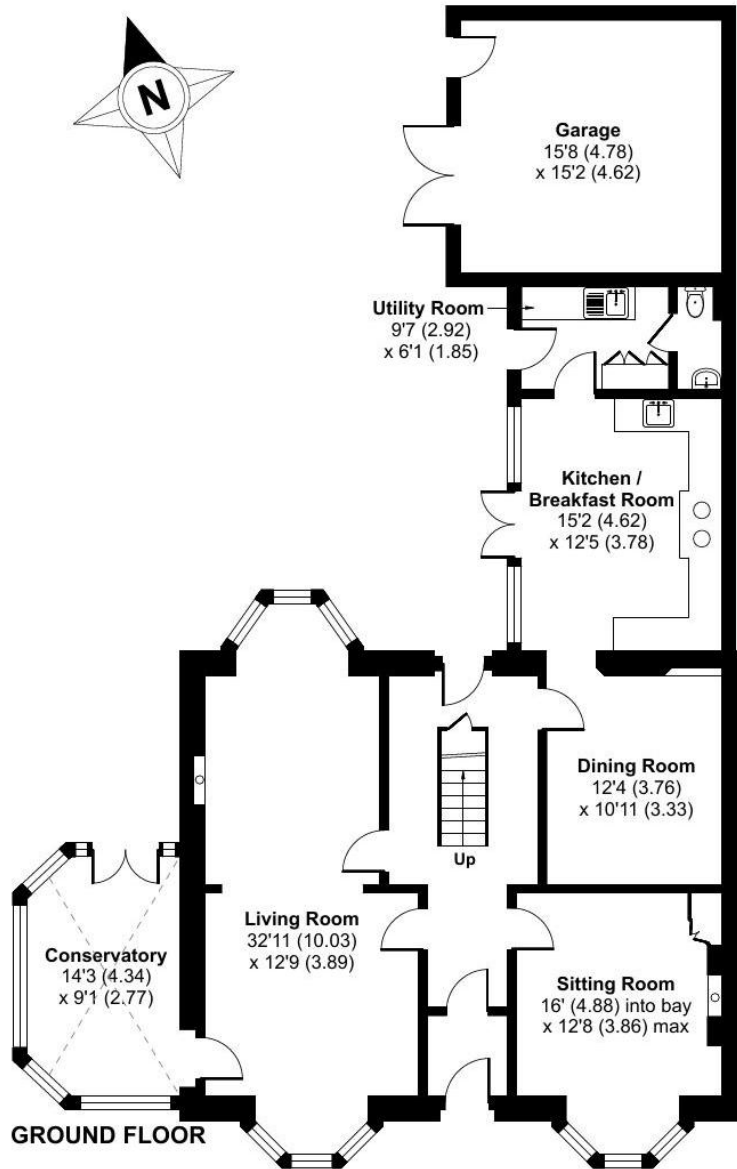 N
Garage
15'8 (4.78)
x 15'2 (4.62)
Utility Room
9'7 (2.92)
x 6'1 (1.85)
Kitchen /
Breakfast Room
15'2 (4.62)
x 12'5 (3.78)
Dining Room
12'4 (3.76)
x 10'11 (3.33)
Up
Living Room
32'11 (10.03)
x 12'9 (3.89)
Conservatory
14'3 (4.34)
x 9'1 (2.77)
Sitting Room
16' (4.88) into bay
x 12'8 (3.86) max
GROUND FLOOR